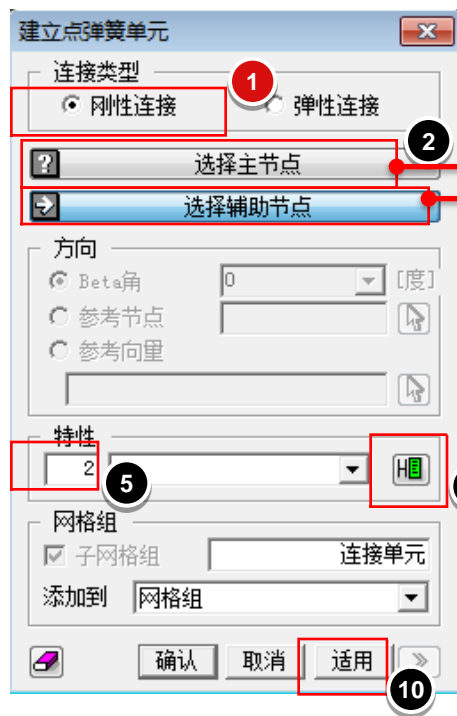 建立点弹簧单元
连接类型
1
刚性连接 弹性连接
2
? 选择主节点
选择辅助节点
方向
Beta角 0 [度]
参考节点
参考向里
特性
2
5
网格组
子网格组 连接单元
添加到 网格组
确认 取消 适用 »
10